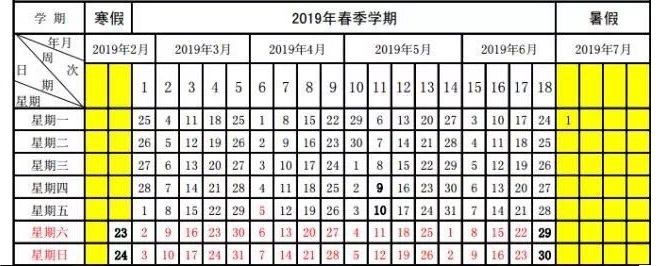 学 期 寒假 2019年春季学期 暑假
年月 2019年2月 2019年3月 2019年4月 2019年5月 2019年6月 2019年7月
周
日 次
期 1 2 3 4 5 6 7 8 9 10 11 12 13 14 15 16 17 18
星期
星期一 25 4 11 18 25 1 8 15 22 29 6 13 20 27 3 10 17 24 1
星期二 26 5 12 19 26 2 9 16 23 30 7 14 21 28 4 11 18 25
星期三 27 6 13 20 27 3 10 17 24 1 8 15 22 29 5 12 19 26
星期四 28 7 14 21 28 4 11 18 25 2 9 16 23 30 6 13 20 27
星期五 1 8 15 22 29 5 12 19 26 3 10 17 24 31 7 14 21 28
星期六 23 2 9 16 23 30 6 13 20 27 4 11 18 25 1 8 15 22 29
星期日 24 3 10 17 24 31 7 14 21 28 5 12 19 26 2 9 16 23 30